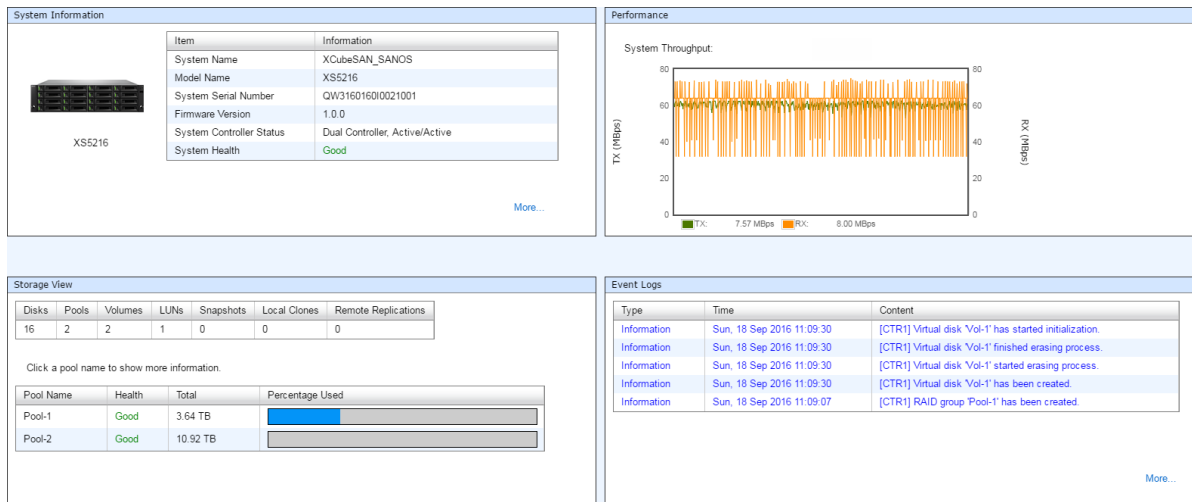 System Information
Item Information
System Name XCubeSAN_SANOS
Model Name XS5216
System Serial Number QW3160160I0021001
Firmware Version 1.0.0
System Controller Status Dual Controller, Active/Active
System Health Good
XS5216
More...
Performance
System Throughput:
80 80
60 60
40 40
20 20
0 0
TX (MBps)
RX (MBps)
TX: 7.57 MBps RX: 8.00 MBps
Storage View
Disks Pools Volumes LUNs Snapshots Local Clones Remote Replications
16 2 2 1 0 0 0
Click a pool name to show more information.
Pool Name Health Total Percentage Used
Pool-1 Good 3.64 TB
Pool-2 Good 10.92 TB
Event Logs
Type Time Content
Information Sun, 18 Sep 2016 11:09:30 [CTR1] Virtual disk 'Vol-1' has started initialization.
Information Sun, 18 Sep 2016 11:09:30 [CTR1] Virtual disk 'Vol-1' finished erasing process.
Information Sun, 18 Sep 2016 11:09:30 [CTR1] Virtual disk 'Vol-1' started erasing process.
Information Sun, 18 Sep 2016 11:09:30 [CTR1] Virtual disk 'Vol-1' has been created.
Information Sun, 18 Sep 2016 11:09:07 [CTR1] RAID group 'Pool-1' has been created.
More...